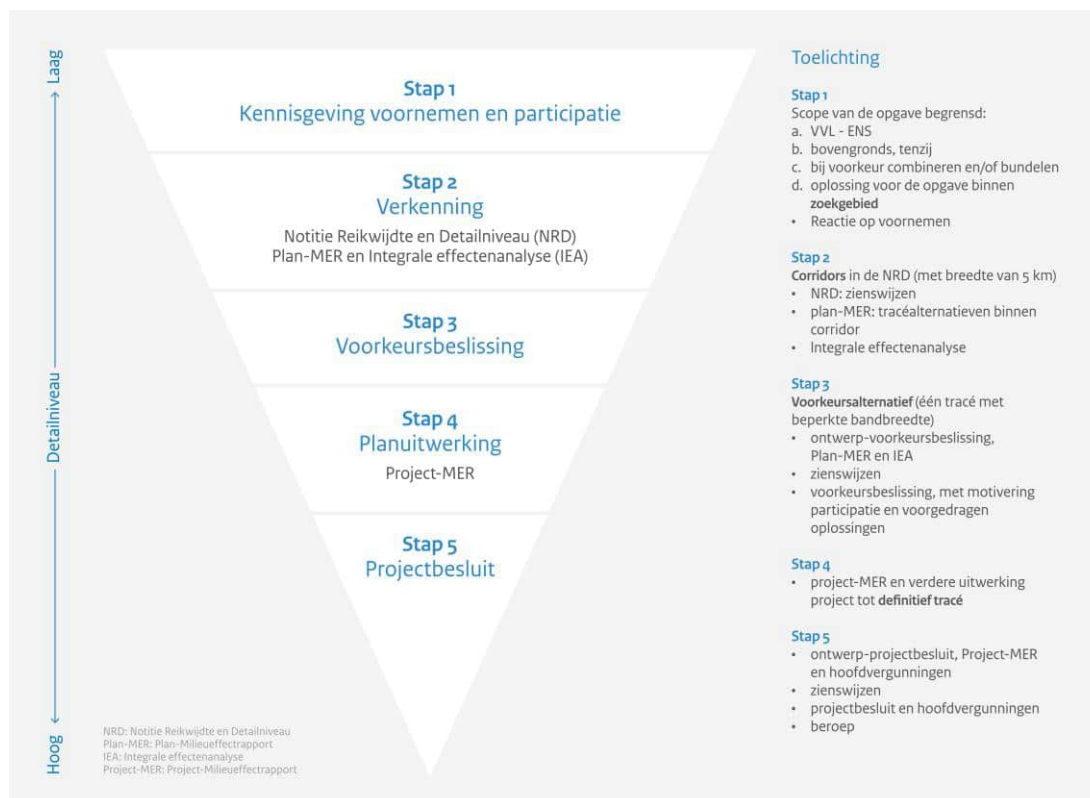 Laag
Detailniveau
Hoog
Stap 1
Kennisgeving voornemen en participatie
Stap 2
Verkenning
Notitie Reikwijdte en Detailniveau (NRD)
Plan-MER en Integrale effectenanalyse (IEA)
Stap 3
Voorkeursbeslissing
Stap 4
Planuitwerking
Project-MER
Stap 5
Projectbesluit
NRD: Notitie Reikwijdte en Detailniveau
Plan-MER: Plan-Milieueffectrapport
IEA: Integrale effectenanalyse
Project-MER: Project-Milieueffectrapport
Toelichting
Stap 1
Scope van de opgave begrensd:
a. VVL - ENS
b. bovengronds, tenzij
c. bij voorkeur combineren en/of bundelen
d. oplossing voor de opgave binnen
zoekgebied
• Reactie op voornemen
Stap 2
Corridors in de NRD (met breedte van 5 km)
• NRD: zienswijzen
• plan-MER: tracéalternatieven binnen
corridor
• Integrale effectenanalyse
Stap 3
Voorkeursalternatief (één tracé met
beperkte bandbreedte)
• ontwerp-voorkeursbeslissing,
Plan-MER en IEA
• zienswijzen
• voorkeursbeslissing, met motivering
participatie en voorgedragen
oplossingen
Stap 4
• project-MER en verdere uitwerking
project tot definitief tracé
Stap 5
• ontwerp-projectbesluit, Project-MER
en hoofdvergunningen
• zienswijzen
• projectbesluit en hoofdvergunningen
• beroep